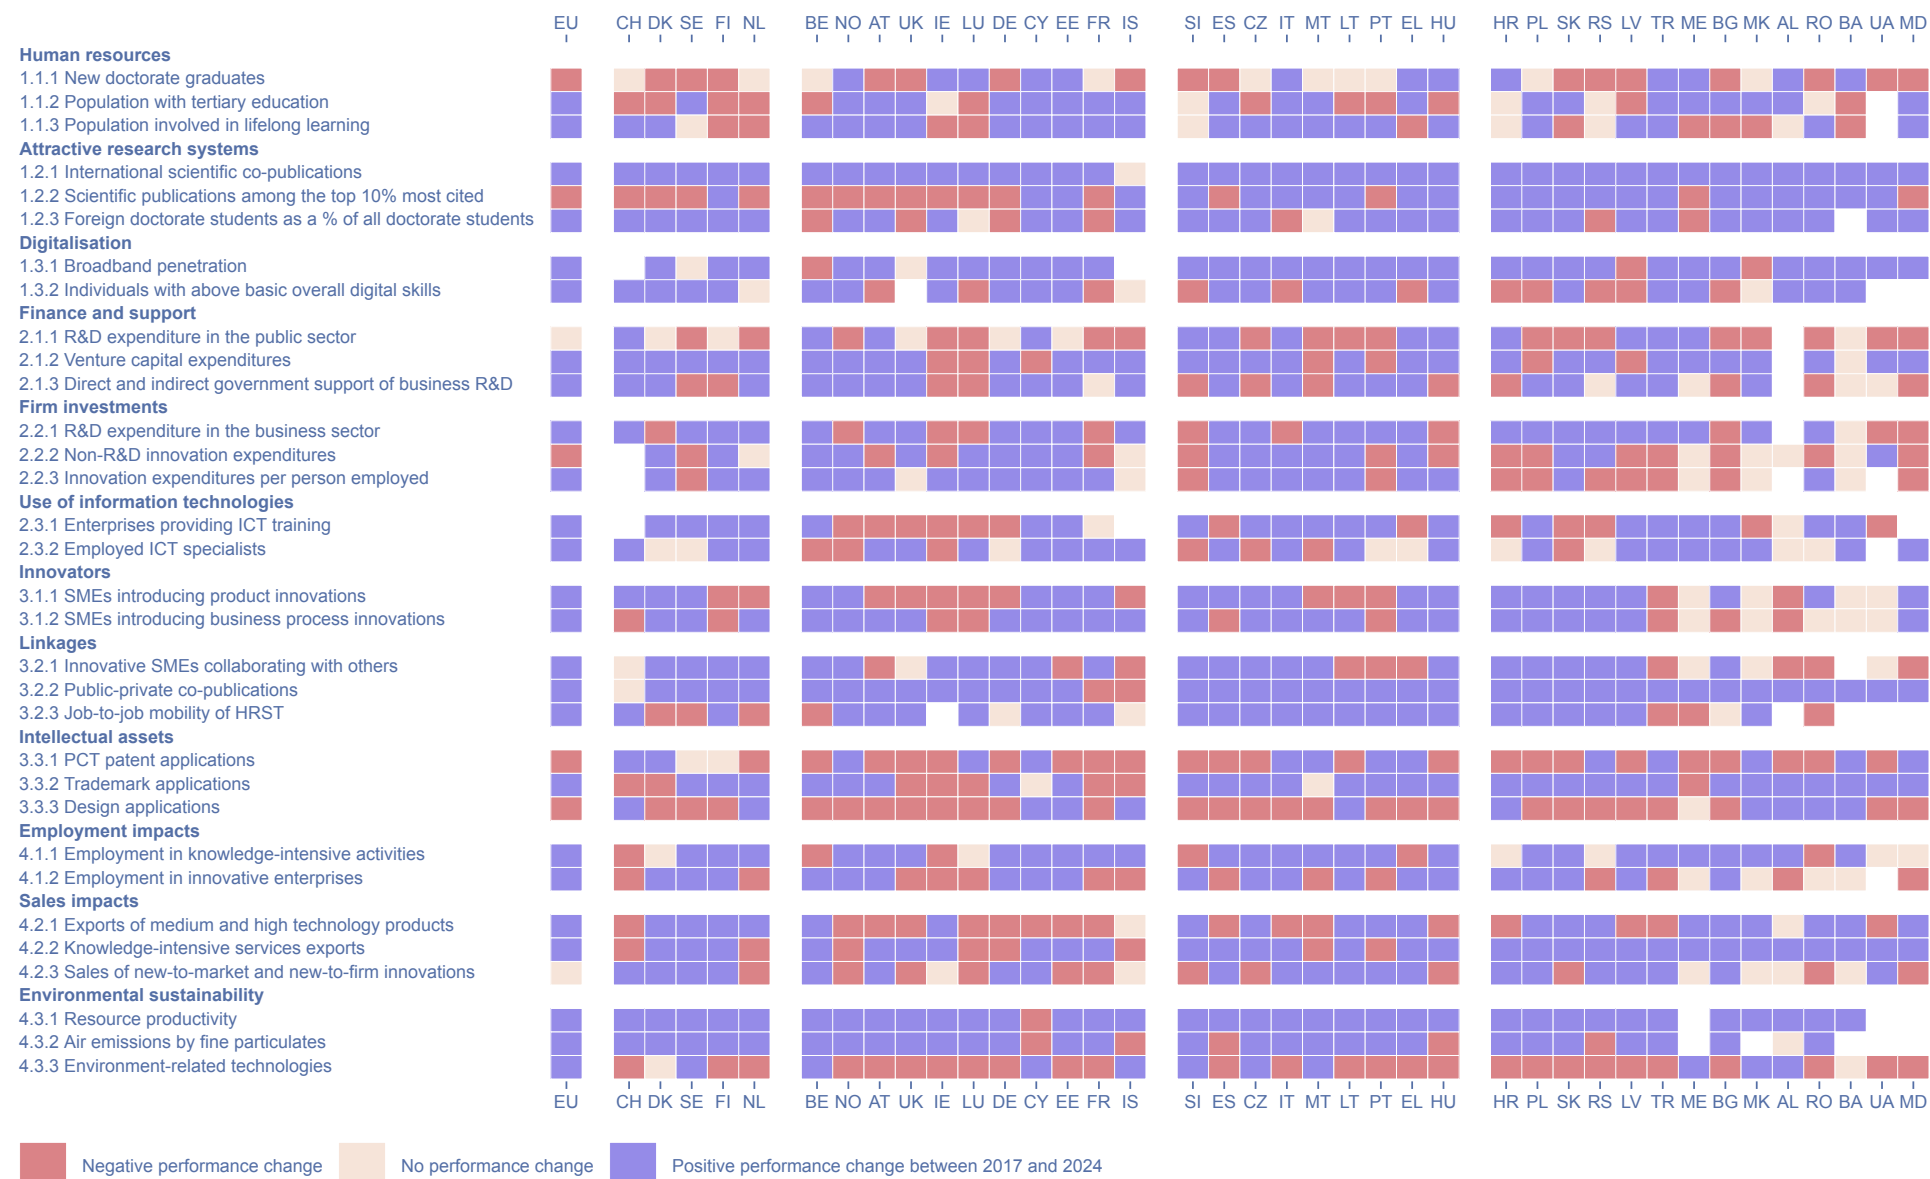 EU CH DK SE FI NL BE NO AT UK IE LU DE CY EE FR IS SI ES CZ IT MT LT PT EL HU HR PL SK RS LV TR ME BG MK AL RO BA UA MD
Human resources
1.1.1 New doctorate graduates
1.1.2 Population with tertiary education
1.1.3 Population involved in lifelong learning
Attractive research systems
1.2.1 International scientific co-publications
1.2.2 Scientific publications among the top 10% most cited
1.2.3 Foreign doctorate students as a % of all doctorate students
Digitalisation
1.3.1 Broadband penetration
1.3.2 Individuals with above basic overall digital skills
Finance and support
2.1.1 R&D expenditure in the public sector
2.1.2 Venture capital expenditures
2.1.3 Direct and indirect government support of business R&D
Firm investments
2.2.1 R&D expenditure in the business sector
2.2.2 Non-R&D innovation expenditures
2.2.3 Innovation expenditures per person employed
Use of information technologies
2.3.1 Enterprises providing ICT training
2.3.2 Employed ICT specialists
Innovators
3.1.1 SMEs introducing product innovations
3.1.2 SMEs introducing business process innovations
Linkages
3.2.1 Innovative SMEs collaborating with others
3.2.2 Public-private co-publications
3.2.3 Job-to-job mobility of HRST
Intellectual assets
3.3.1 PCT patent applications
3.3.2 Trademark applications
3.3.3 Design applications
Employment impacts
4.1.1 Employment in knowledge-intensive activities
4.1.2 Employment in innovative enterprises
Sales impacts
4.2.1 Exports of medium and high technology products
4.2.2 Knowledge-intensive services exports
4.2.3 Sales of new-to-market and new-to-firm innovations
Environmental sustainability
4.3.1 Resource productivity
4.3.2 Air emissions by fine particulates
4.3.3 Environment-related technologies
EU CH DK SE FI NL BE NO AT UK IE LU DE CY EE FR IS SI ES CZ IT MT LT PT EL HU HR PL SK RS LV TR ME BG MK AL RO BA UA MD
Negative performance change No performance change Positive performance change between 2017 and 2024